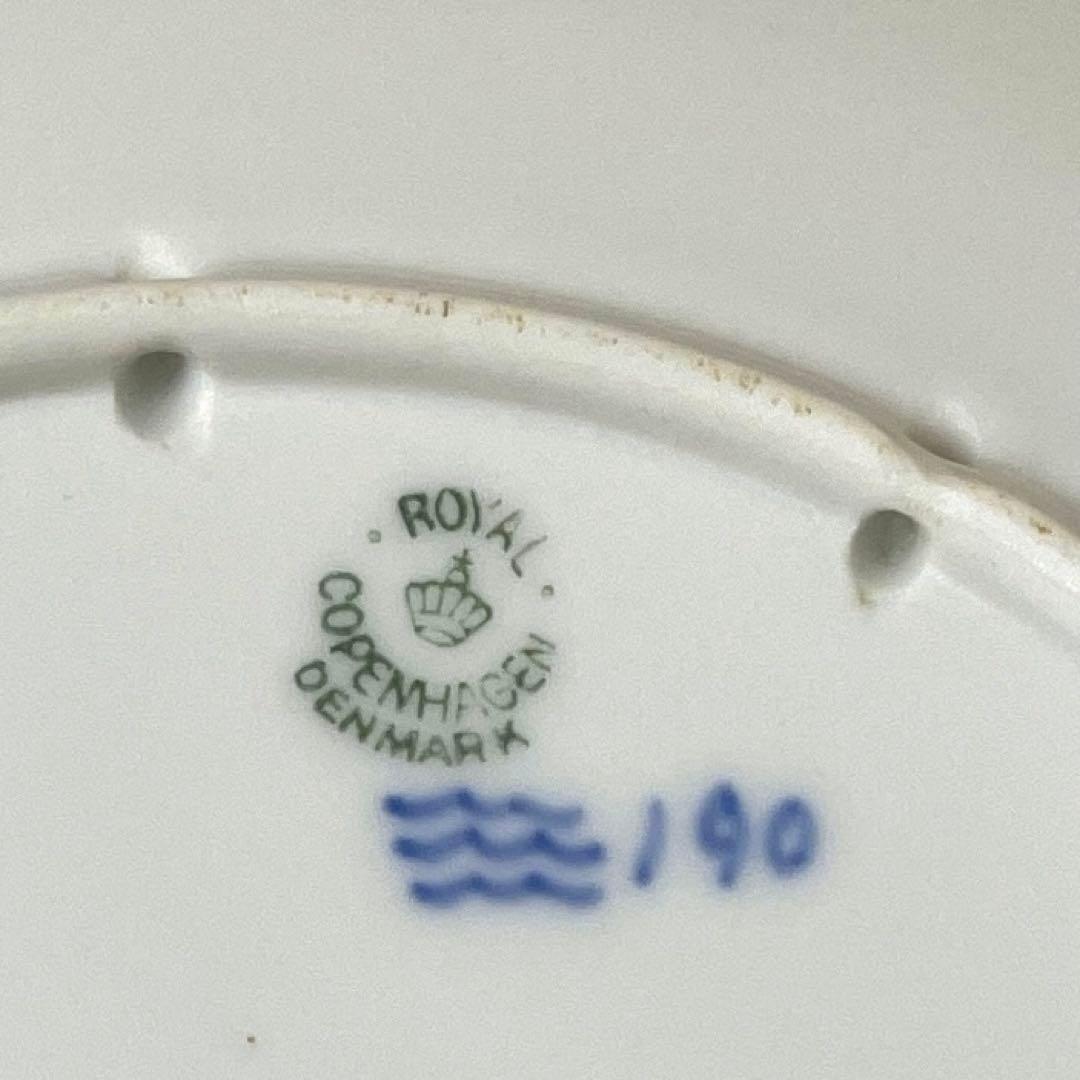 ROYAL
COPENHAGEN
DENMARK
190